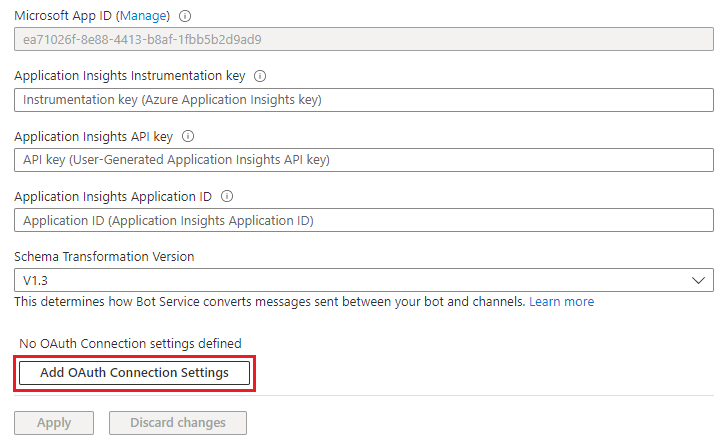 Microsoft App ID (Manage)
ea71026f-8e88-4413-b8af-1fbb5b2d9ad9
Application Insights Instrumentation key
Instrumentation key (Azure Application Insights key)
Application Insights API key
API key (User-Generated Application Insights API key)
Application Insights Application ID
Application ID (Application Insights Application ID)
Schema Transformation Version
V1.3
This determines how Bot Service converts messages sent between your bot and channels. Learn more
No OAuth Connection settings defined
Add OAuth Connection Settings
Apply Discard changes